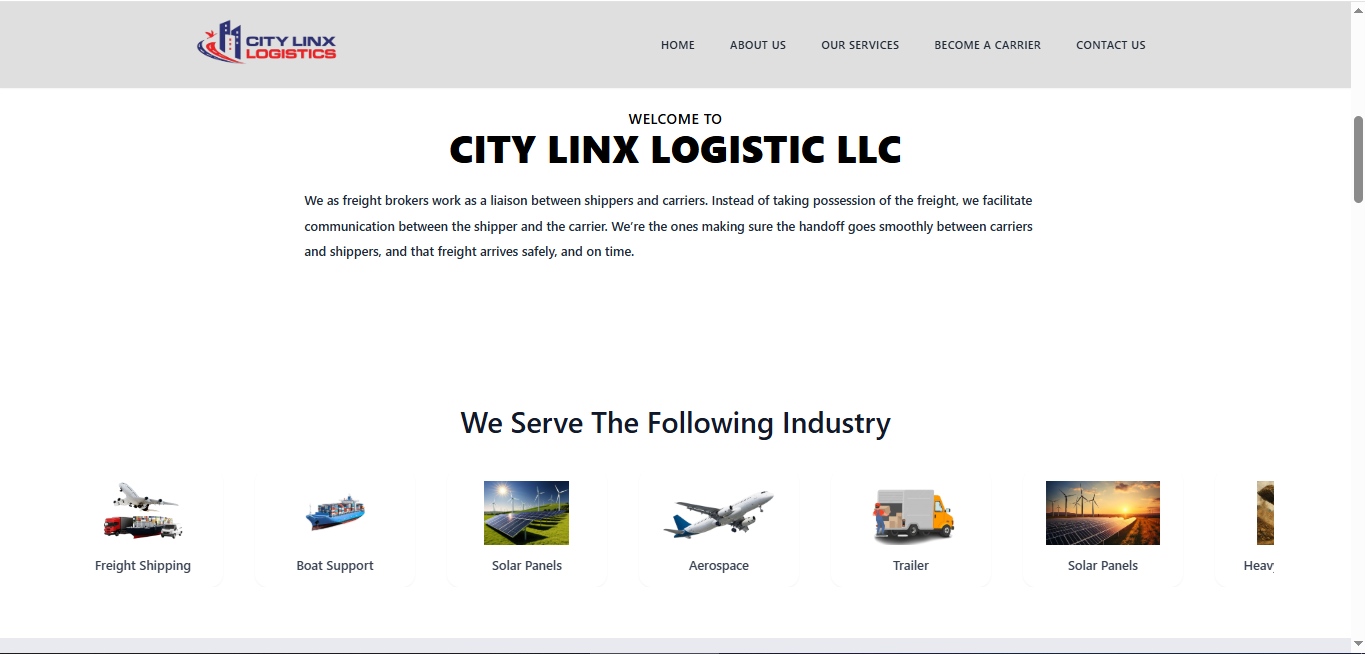 CITY LINX
LOGISTICS
HOME ABOUT US OUR SERVICES BECOME A CARRIER CONTACT US
WELCOME TO
CITY LINX LOGISTIC LLC
We as freight brokers work as a liaison between shippers and carriers. Instead of taking possession of the freight, we facilitate
communication between the shipper and the carrier. We’re the ones making sure the handoff goes smoothly between carriers
and shippers, and that freight arrives safely, and on time.
We Serve The Following Industry
Freight Shipping Boat Support Solar Panels Aerospace Trailer Solar Panels Heavy